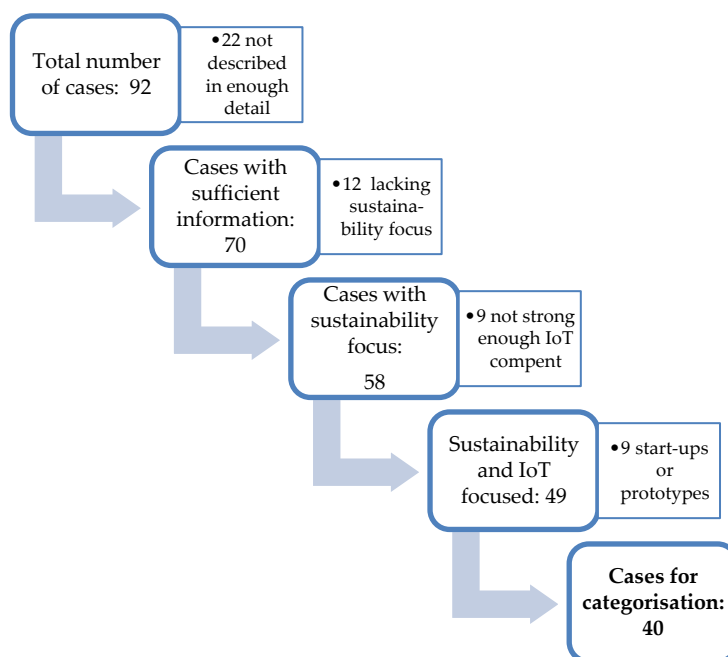 Total number
of cases:  92
•22 not
described
in enough
detail
Cases with
sufficient
information:
70
•12  lacking
sustaina-
bility focus
Cases with
sustainability
focus:
58
•9 not strong
enough IoT
compent
Sustainability
and IoT
focused: 49
•9 start-ups
or
prototypes
Cases for
categorisation:
40